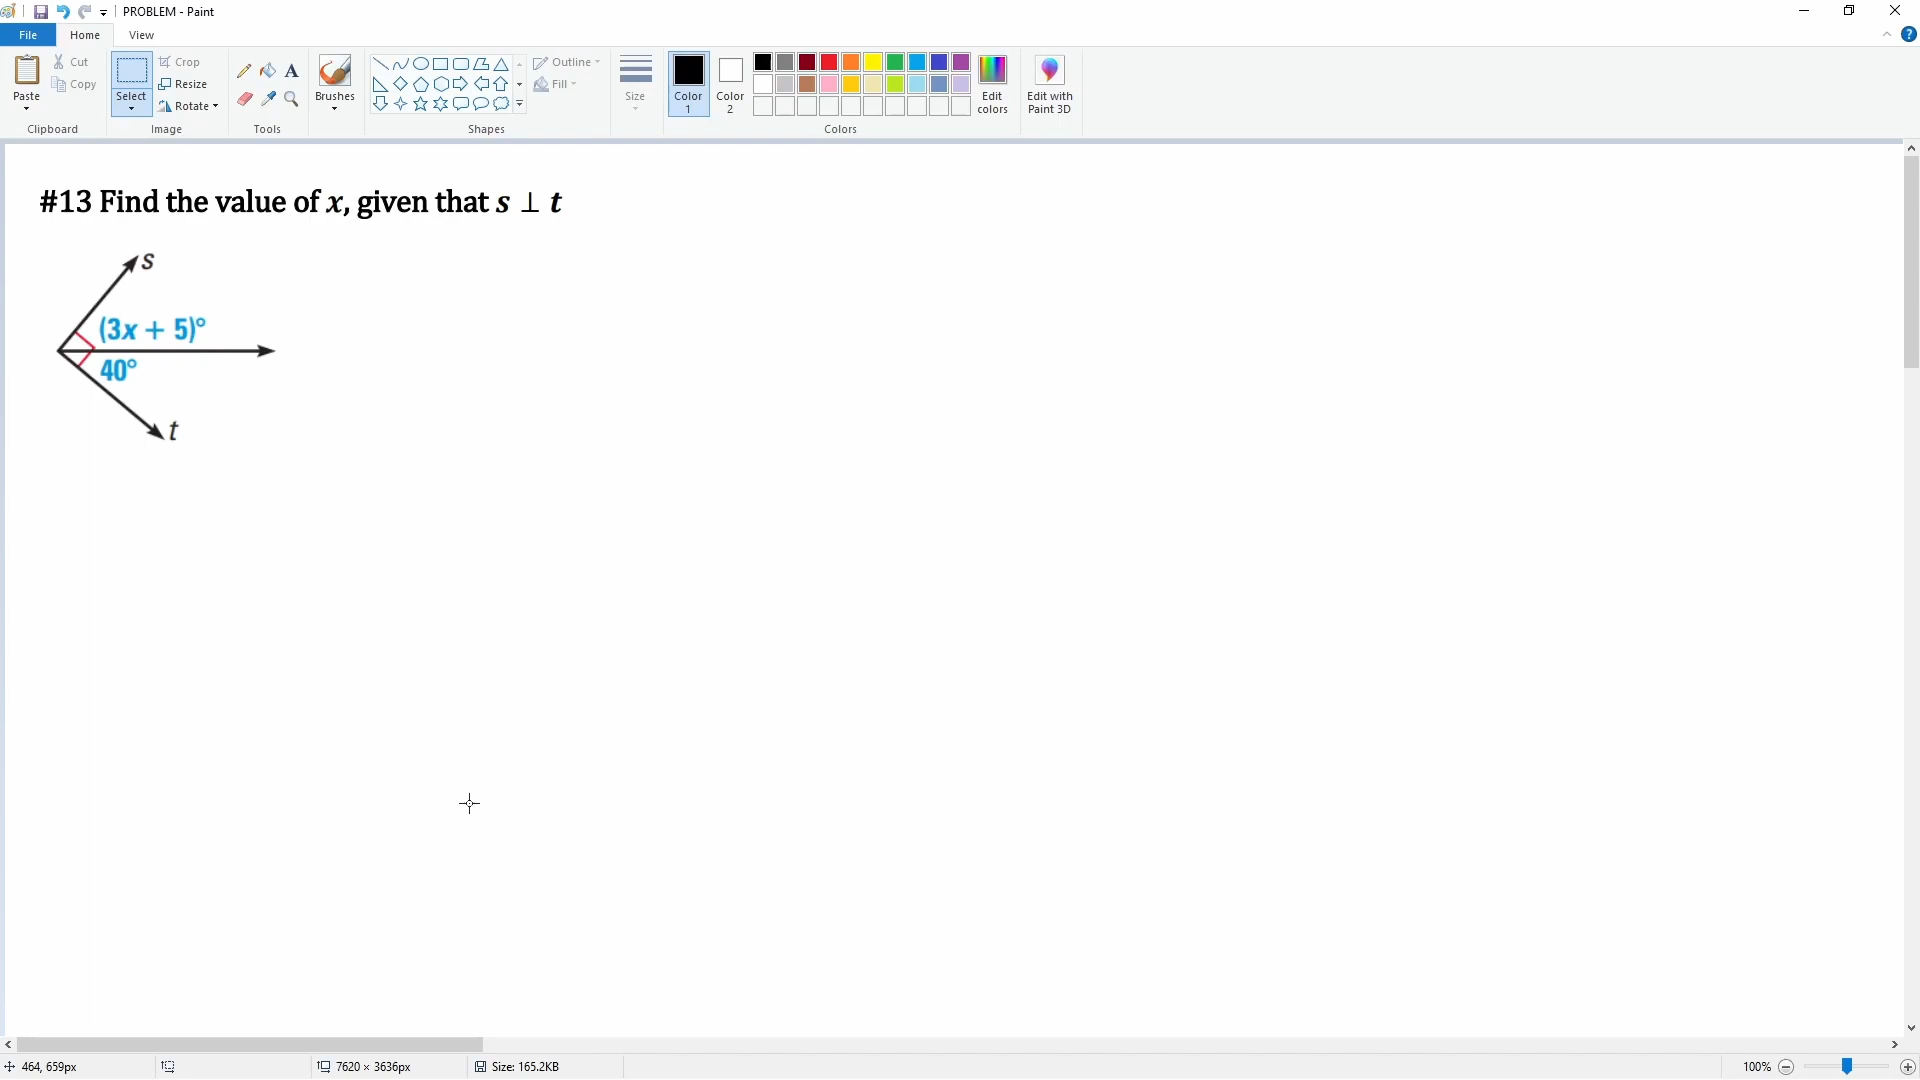 PROBLEM - Paint
File Home View
Cut
Copy
Paste
Clipboard
Select
Crop
Resize
Rotate
Image
A
Tools
Brushes
Shapes
Outline
Fill
Size
Color 1
Color 2
Colors
Edit colors
Edit with Paint 3D
?
#13 Find the value of x, given that s ⊥ t
s
(3x + 5)°
40°
t
464, 659px
7620 × 3636px
Size: 165.2KB
100%